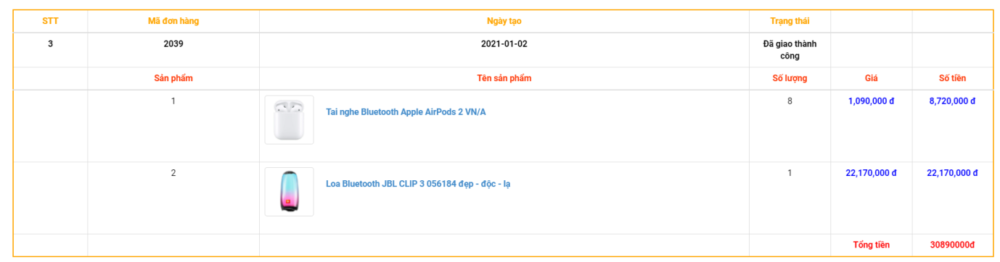 STT Mã đơn hàng Ngày tạo Trạng thái
3 2039 2021-01-02 Đã giao thành
công
Sản phẩm Tên sản phẩm Số lượng Giá Số tiền
1 Tai nghe Bluetooth Apple AirPods 2 VN/A 8 1,090,000 đ 8,720,000 đ
2 Loa Bluetooth JBL CLIP 3 056184 đẹp - độc - lạ 1 22,170,000 đ 22,170,000 đ
Tổng tiền 30890000đ